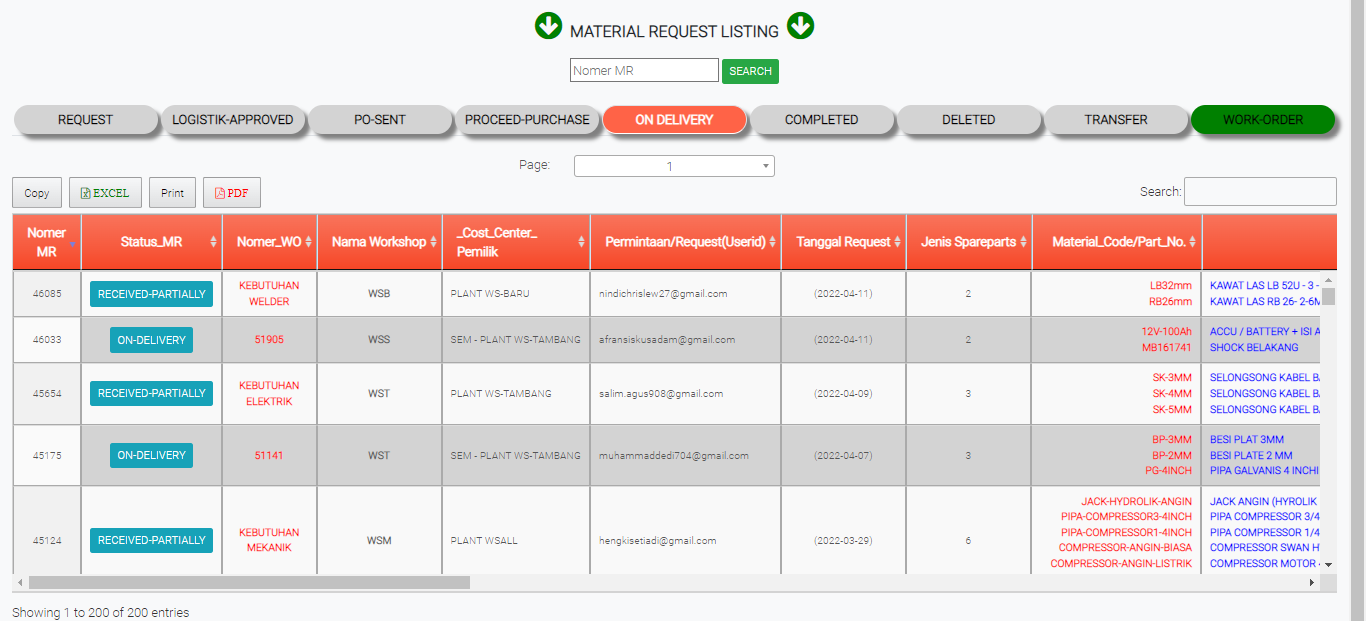 MATERIAL REQUEST LISTING
Nomer MR SEARCH
REQUEST LOGISTIK-APPROVED PO-SENT PROCEED-PURCHASE ON DELIVERY COMPLETED DELETED TRANSFER WORK-ORDER
Page: 1
Copy EXCEL Print PDF Search:
Nomer MR Status_MR Nomer_WO Nama Workshop _Cost_Center_ Pemilik Permintaan/Request(Userid) Tanggal Request Jenis Spareparts Material_Code/Part_No.
46085 RECEIVED-PARTIALLY KEBUTUHAN WELDER WSB PLANT WS-BARU nindichrislew27@gmail.com (2022-04-11) 2 LB32mm KAWAT LAS LB 52U - 3 -
RB26mm KAWAT LAS RB 26- 2-6M
46033 ON-DELIVERY 51905 WSS SEM - PLANT WS-TAMBANG afransiskusadam@gmail.com (2022-04-11) 2 12V-100Ah ACCU / BATTERY + ISI A
MB161741 SHOCK BELAKANG
45654 RECEIVED-PARTIALLY KEBUTUHAN ELEKTRIK WST PLANT WS-TAMBANG salim.agus908@gmail.com (2022-04-09) 3 SK-3MM SELONGSONG KABEL BA
SK-4MM SELONGSONG KABEL BA
SK-5MM SELONGSONG KABEL BA
45175 ON-DELIVERY 51141 WST SEM - PLANT WS-TAMBANG muhammaddedi704@gmail.com (2022-04-07) 3 BP-3MM BESI PLAT 3MM
BP-2MM BESI PLATE 2 MM
PG-4INCH PIPA GALVANIS 4 INCHI
45124 RECEIVED-PARTIALLY KEBUTUHAN MEKANIK WSM PLANT WSALL hengkisetiadi@gmail.com (2022-03-29) 6 JACK-HYDROLIK-ANGIN JACK ANGIN (HYROLIK
PIPA-COMPRESSOR3-4INCH PIPA COMPRESSOR 3/4
PIPA-COMPRESSOR1-4INCH PIPA COMPRESSOR 1/4
COMPRESSOR-ANGIN-BIASA COMPRESSOR SWAN H
COMPRESSOR-ANGIN-LISTRIK COMPRESSOR MOTOR
Showing 1 to 200 of 200 entries